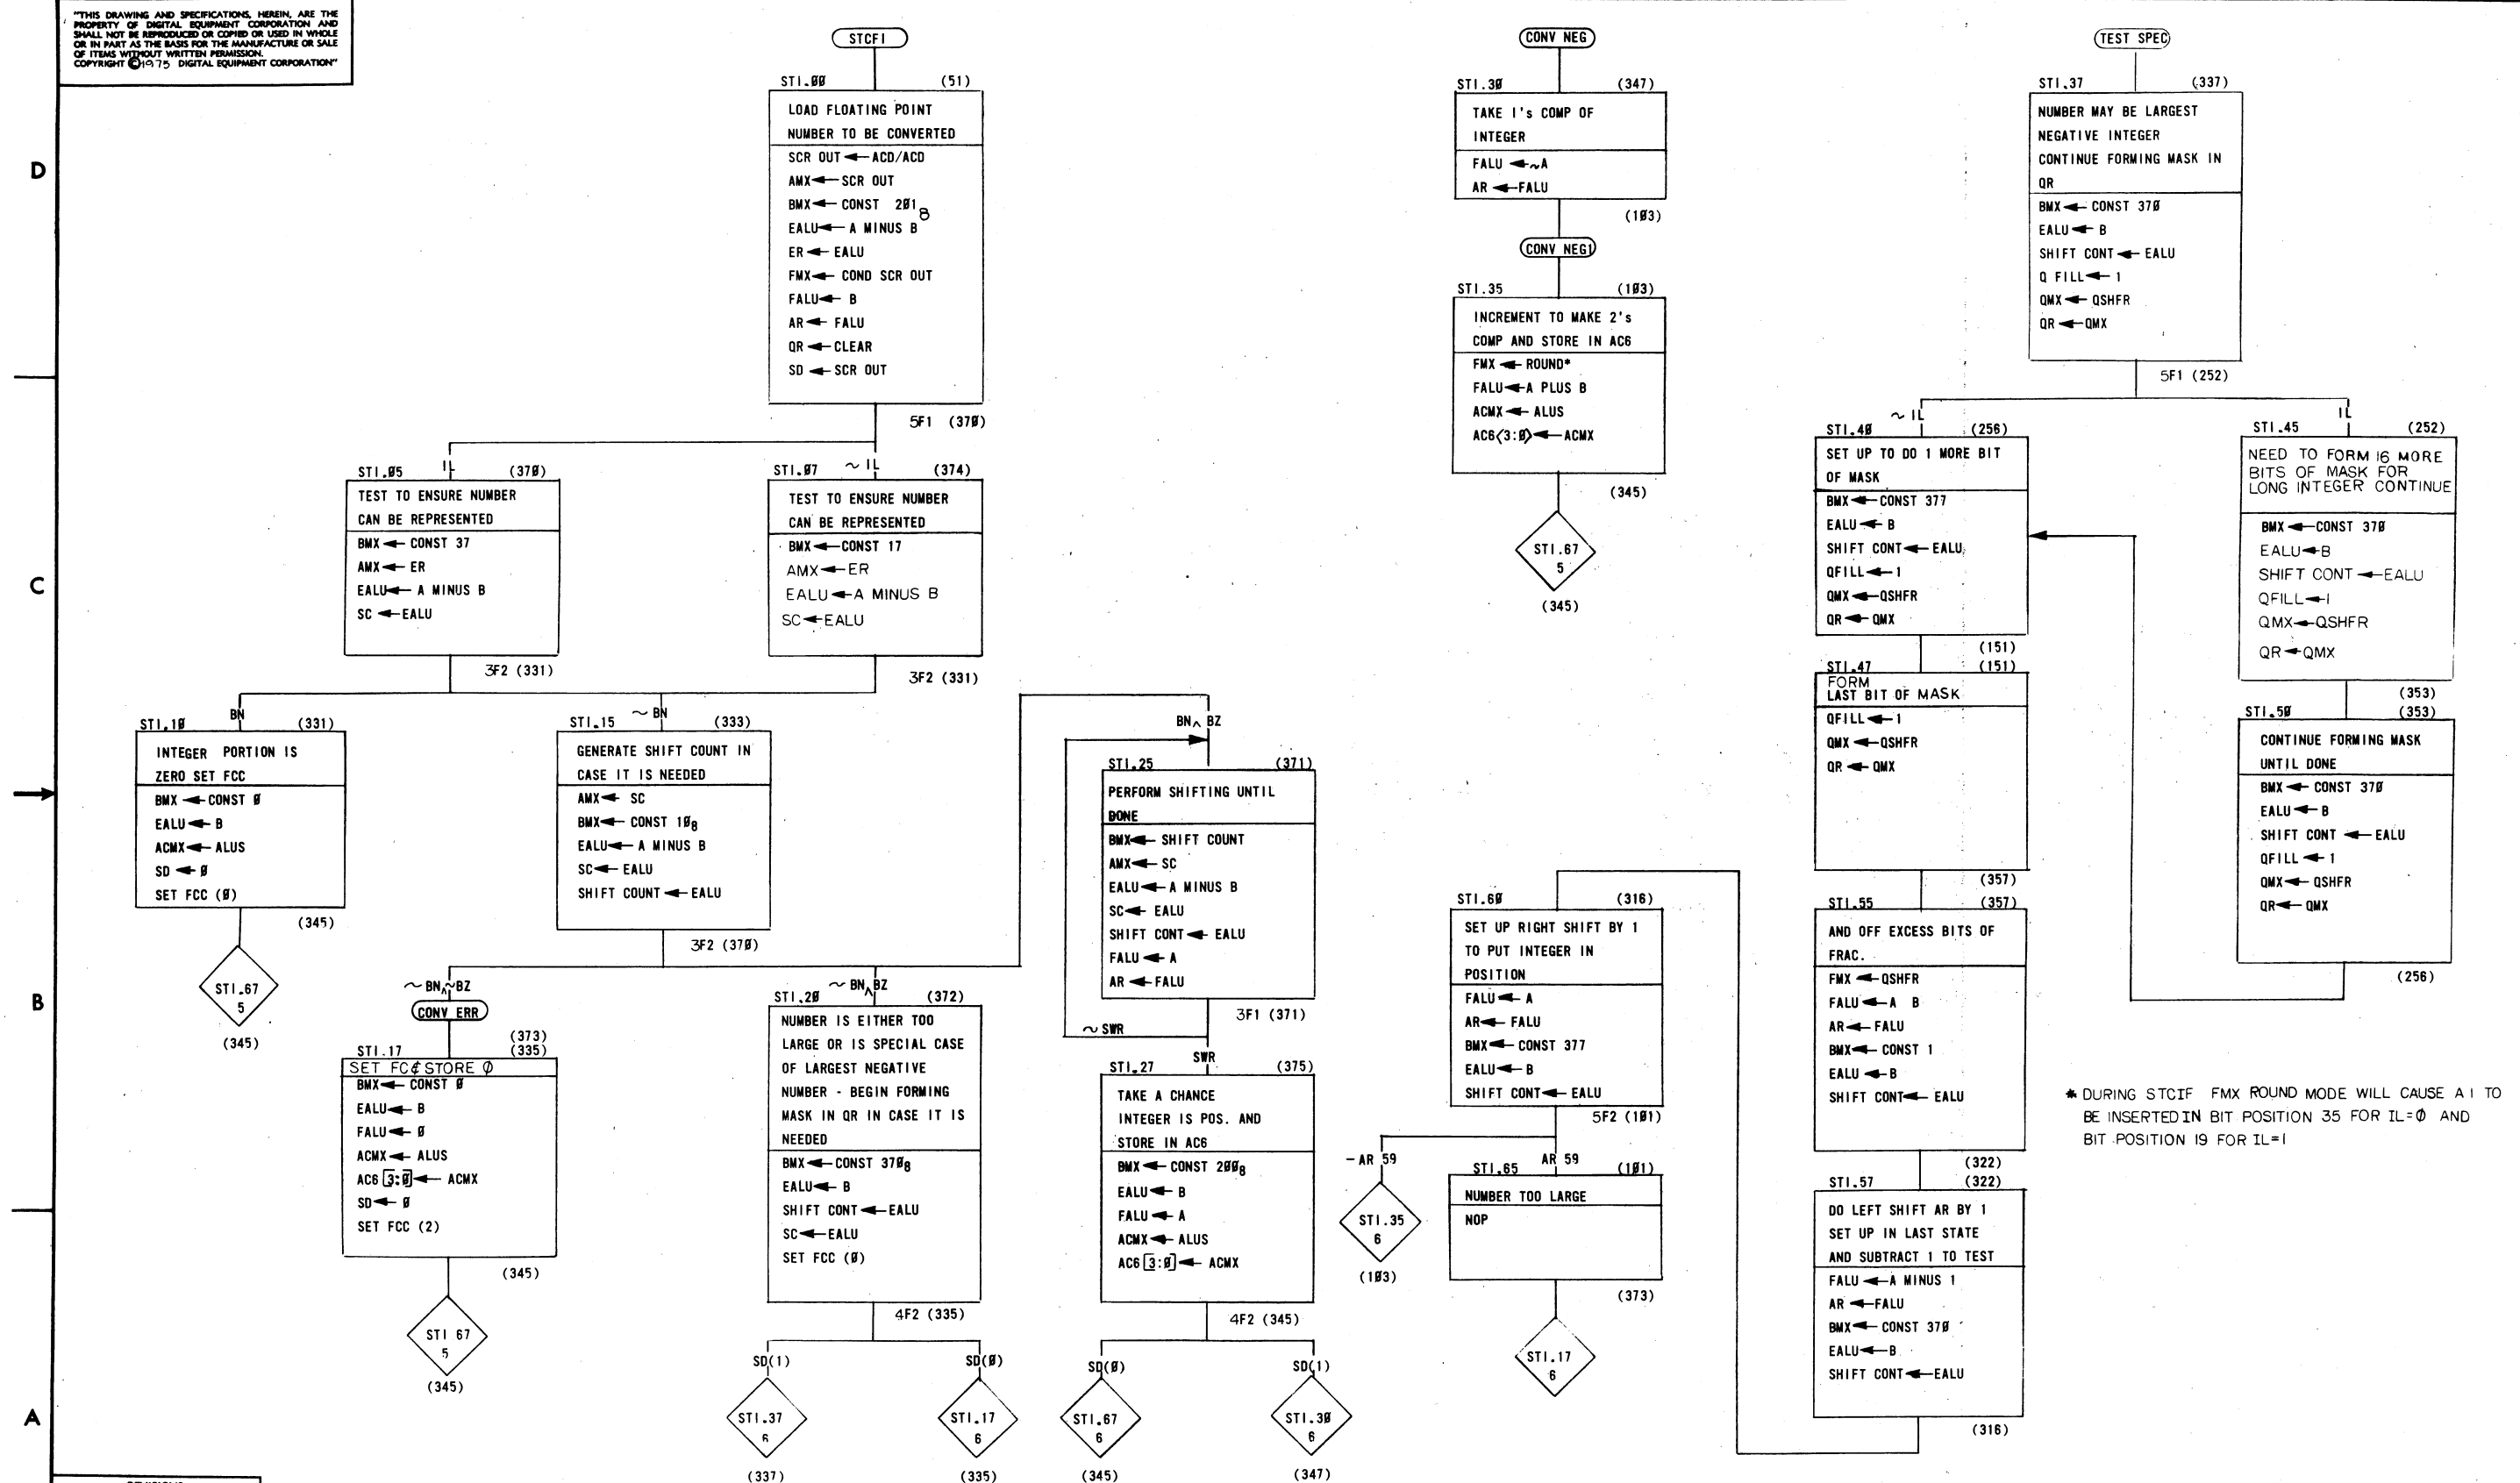 "THIS DRAWING AND SPECIFICATIONS, HEREIN, ARE THE
PROPERTY OF DIGITAL EQUIPMENT CORPORATION AND
SHALL NOT BE REPRODUCED OR COPIED OR USED IN WHOLE
OR IN PART AS THE BASIS FOR THE MANUFACTURE OR SALE
OF ITEMS WITHOUT WRITTEN PERMISSION.
COPYRIGHT ©1975 DIGITAL EQUIPMENT CORPORATION"
D
C
B
A
STCFI
STI.00 (51)
LOAD FLOATING POINT
NUMBER TO BE CONVERTED
SCR OUT ← ACD/ACD
AMX ← SCR OUT
BMX ← CONST 201₈
EALU ← A MINUS B
ER ← EALU
FMX ← COND SCR OUT
FALU ← B
AR ← FALU
QR ← CLEAR
SD ← SCR OUT
5F1 (370)
IL
STI.05 (370)
TEST TO ENSURE NUMBER
CAN BE REPRESENTED
BMX ← CONST 37
AMX ← ER
EALU ← A MINUS B
SC ← EALU
3F2 (331)
~ IL
STI.07 (374)
TEST TO ENSURE NUMBER
CAN BE REPRESENTED
BMX ← CONST 17
AMX ← ER
EALU ← A MINUS B
SC ← EALU
3F2 (331)
BN
STI.10 (331)
INTEGER PORTION IS
ZERO SET FCC
BMX ← CONST 0
EALU ← B
ACMX ← ALUS
SD ← 0
SET FCC (0)
(345)
STI.67
5
(345)
~ BN
STI.15 (333)
GENERATE SHIFT COUNT IN
CASE IT IS NEEDED
AMX ← SC
BMX ← CONST 10₈
EALU ← A MINUS B
SC ← EALU
SHIFT COUNT ← EALU
3F2 (370)
~ BN∧~BZ
CONV ERR
(373)
STI.17 (335)
SET FC¢ STORE 0
BMX ← CONST 0
EALU ← B
FALU ← 0
ACMX ← ALUS
AC6 [3:0] ← ACMX
SD ← 0
SET FCC (2)
(345)
STI 67
5
(345)
~ BN∧BZ
STI.20 (372)
NUMBER IS EITHER TOO
LARGE OR IS SPECIAL CASE
OF LARGEST NEGATIVE
NUMBER - BEGIN FORMING
MASK IN QR IN CASE IT IS
NEEDED
BMX ← CONST 370₈
EALU ← B
SHIFT CONT ← EALU
SC ← EALU
SET FCC (0)
4F2 (335)
SD(1)
STI.37
6
(337)
SD(0)
STI.17
6
(335)
BN∧ BZ
STI.25 (371)
PERFORM SHIFTING UNTIL
DONE
BMX ← SHIFT COUNT
AMX ← SC
EALU ← A MINUS B
SC ← EALU
SHIFT CONT ← EALU
FALU ← A
AR ← FALU
3F1 (371)
~ SWR
SWR
STI.27 (375)
TAKE A CHANCE
INTEGER IS POS. AND
STORE IN AC6
BMX ← CONST 200₈
EALU ← B
FALU ← A
ACMX ← ALUS
AC6 [3:0] ← ACMX
4F2 (345)
SD(0)
STI.67
6
(345)
SD(1)
STI.30
6
(347)
CONV NEG
STI.30 (347)
TAKE I's COMP OF
INTEGER
FALU ← ~A
AR ← FALU
(103)
CONV NEG1
STI.35 (103)
INCREMENT TO MAKE 2's
COMP AND STORE IN AC6
FMX ← ROUND*
FALU ← A PLUS B
ACMX ← ALUS
AC6<3:0> ← ACMX
(345)
STI.67
5
(345)
STI.60 (316)
SET UP RIGHT SHIFT BY 1
TO PUT INTEGER IN
POSITION
FALU ← A
AR ← FALU
BMX ← CONST 377
EALU ← B
SHIFT CONT ← EALU
5F2 (101)
-AR 59
STI.35
6
(103)
AR 59
STI.65 (101)
NUMBER TOO LARGE
NOP
(373)
STI.17
6
TEST SPEC
STI.37 (337)
NUMBER MAY BE LARGEST
NEGATIVE INTEGER
CONTINUE FORMING MASK IN
QR
BMX ← CONST 370
EALU ← B
SHIFT CONT ← EALU
Q FILL ← 1
QMX ← QSHFR
QR ← QMX
5F1 (252)
~ IL
STI.40 (256)
SET UP TO DO 1 MORE BIT
OF MASK
BMX ← CONST 377
EALU ← B
SHIFT CONT ← EALU
QFILL ← 1
QMX ← QSHFR
QR ← QMX
(151)
STI.47 (151)
FORM
LAST BIT OF MASK
QFILL ← 1
QMX ← QSHFR
QR ← QMX
(357)
STI.55 (357)
AND OFF EXCESS BITS OF
FRAC.
FMX ← QSHFR
FALU ← A B
AR ← FALU
BMX ← CONST 1
EALU ← B
SHIFT CONT ← EALU
(322)
STI.57 (322)
DO LEFT SHIFT AR BY 1
SET UP IN LAST STATE
AND SUBTRACT 1 TO TEST
FALU ← A MINUS 1
AR ← FALU
BMX ← CONST 370
EALU ← B
SHIFT CONT ← EALU
(316)
IL
STI.45 (252)
NEED TO FORM 16 MORE
BITS OF MASK FOR
LONG INTEGER CONTINUE
BMX ← CONST 370
EALU ← B
SHIFT CONT ← EALU
QFILL ← 1
QMX ← QSHFR
QR ← QMX
(353)
STI.50 (353)
CONTINUE FORMING MASK
UNTIL DONE
BMX ← CONST 370
EALU ← B
SHIFT CONT ← EALU
QFILL ← 1
QMX ← QSHFR
QR ← QMX
(256)
* DURING STCIF FMX ROUND MODE WILL CAUSE A 1 TO
BE INSERTED IN BIT POSITION 35 FOR IL=0 AND
BIT POSITION 19 FOR IL=1